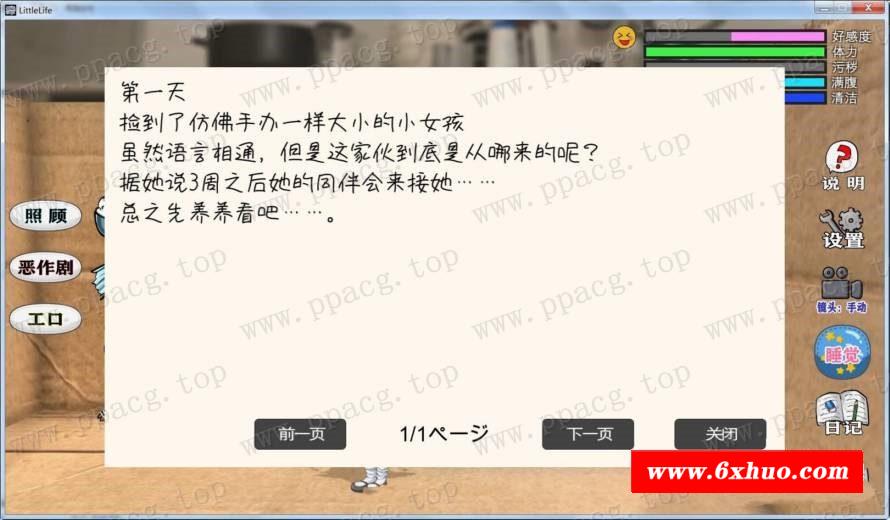 LittleLife
好感度
体力
污秽
满腹
清洁
第一天
捡到了仿佛手办一样大小的小女孩
虽然语言相通，但是这家伙到底是从哪来的呢？
据她说3周之后她的同伴会来接她……
总之先养养看吧……。
照顾
恶作剧
工口
说明
设置
镜头：手动
睡觉
日记
前一页
1/1ページ
下一页
关闭
www.ppacg.top
www.6xhuo.com